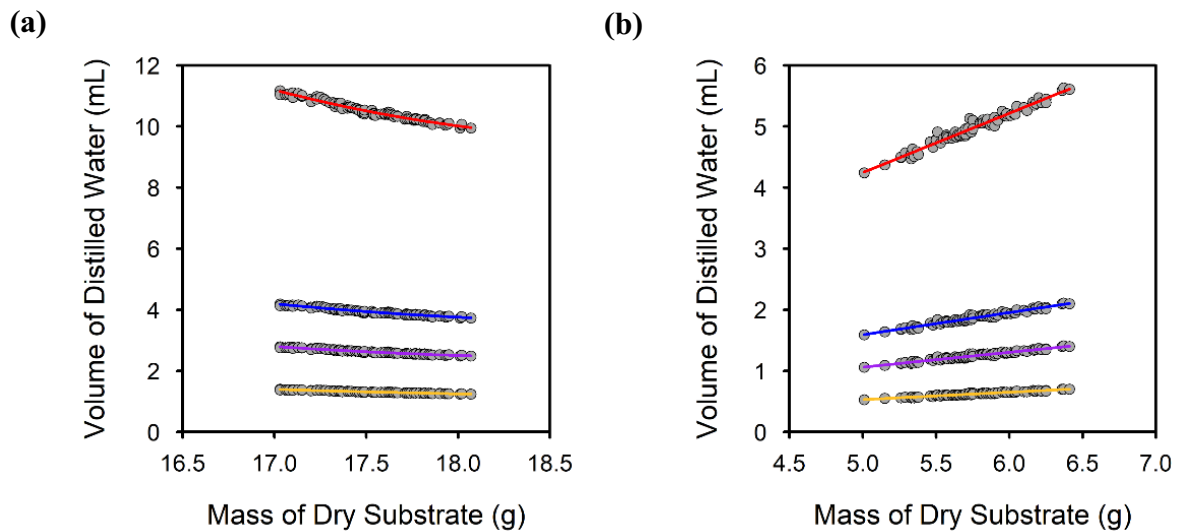 (a)
Volume of Distilled Water (mL)
12
10
8
6
4
2
0
16.5 17.0 17.5 18.0 18.5
Mass of Dry Substrate (g)
(b)
Volume of Distilled Water (mL)
6
5
4
3
2
1
0
4.5 5.0 5.5 6.0 6.5 7.0
Mass of Dry Substrate (g)